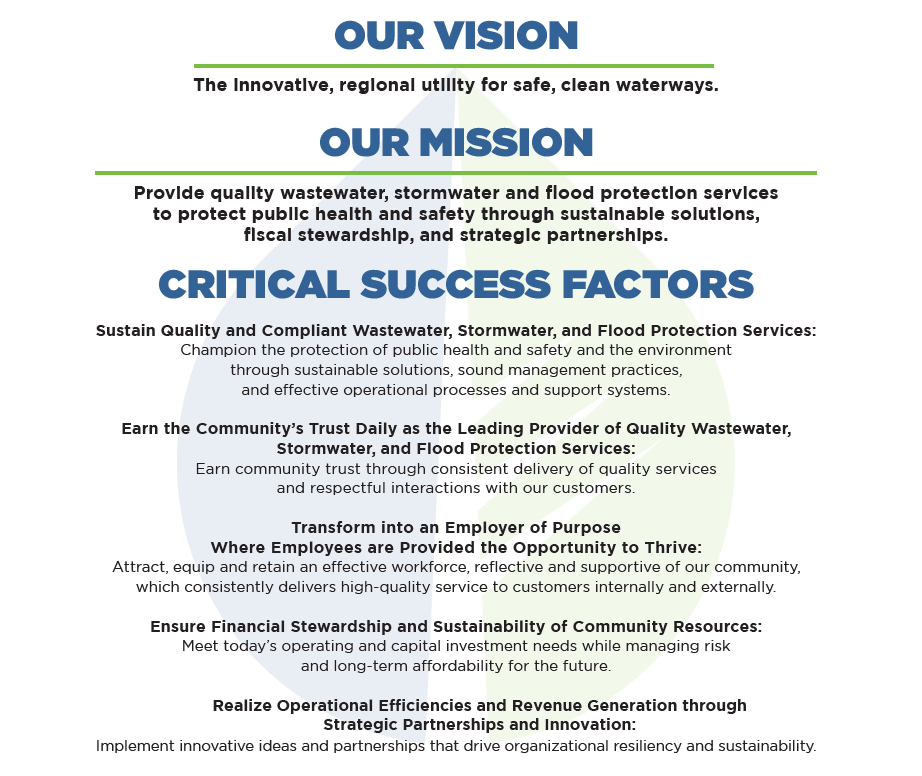 OUR VISION
The innovative, regional utility for safe, clean waterways.
OUR MISSION
Provide quality wastewater, stormwater and flood protection services
to protect public health and safety through sustainable solutions,
fiscal stewardship, and strategic partnerships.
CRITICAL SUCCESS FACTORS
Sustain Quality and Compliant Wastewater, Stormwater, and Flood Protection Services:
Champion the protection of public health and safety and the environment
through sustainable solutions, sound management practices,
and effective operational processes and support systems.
Earn the Community’s Trust Daily as the Leading Provider of Quality Wastewater,
Stormwater, and Flood Protection Services:
Earn community trust through consistent delivery of quality services
and respectful interactions with our customers.
Transform into an Employer of Purpose
Where Employees are Provided the Opportunity to Thrive:
Attract, equip and retain an effective workforce, reflective and supportive of our community,
which consistently delivers high-quality service to customers internally and externally.
Ensure Financial Stewardship and Sustainability of Community Resources:
Meet today’s operating and capital investment needs while managing risk
and long-term affordability for the future.
Realize Operational Efficiencies and Revenue Generation through
Strategic Partnerships and Innovation:
Implement innovative ideas and partnerships that drive organizational resiliency and sustainability.